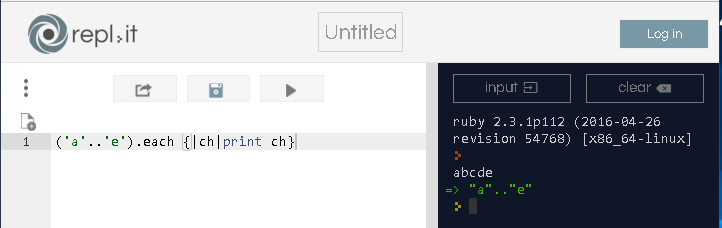 repl.it
Untitled
Log in
input
clear
1 ('a'..'e').each {|ch|print ch}
ruby 2.3.1p112 (2016-04-26
revision 54768) [x86_64-linux]
abcde
=> "a".."e"